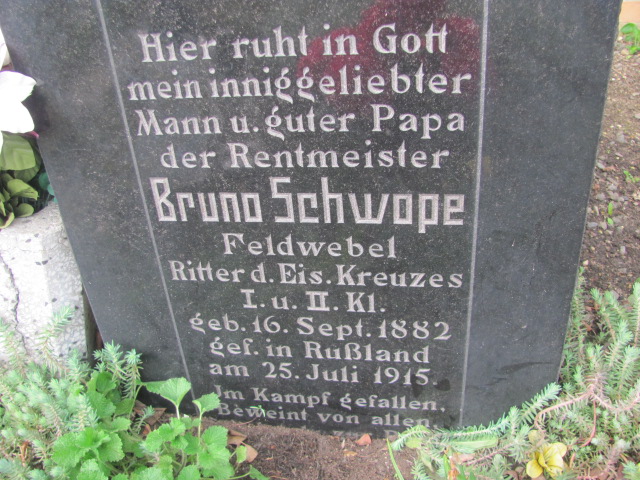 Hier ruht in Gott
mein inniggeliebter
Mann u. guter Papa
der Rentmeister
Bruno Schwope
Feldwebel
Ritter d. Eis. Kreuzes
I. u. II. Kl.
geb. 16. Sept. 1882
gef. in Rußland
am 25. Juli 1915.
Im Kampf gefallen,
Beweint von allen.